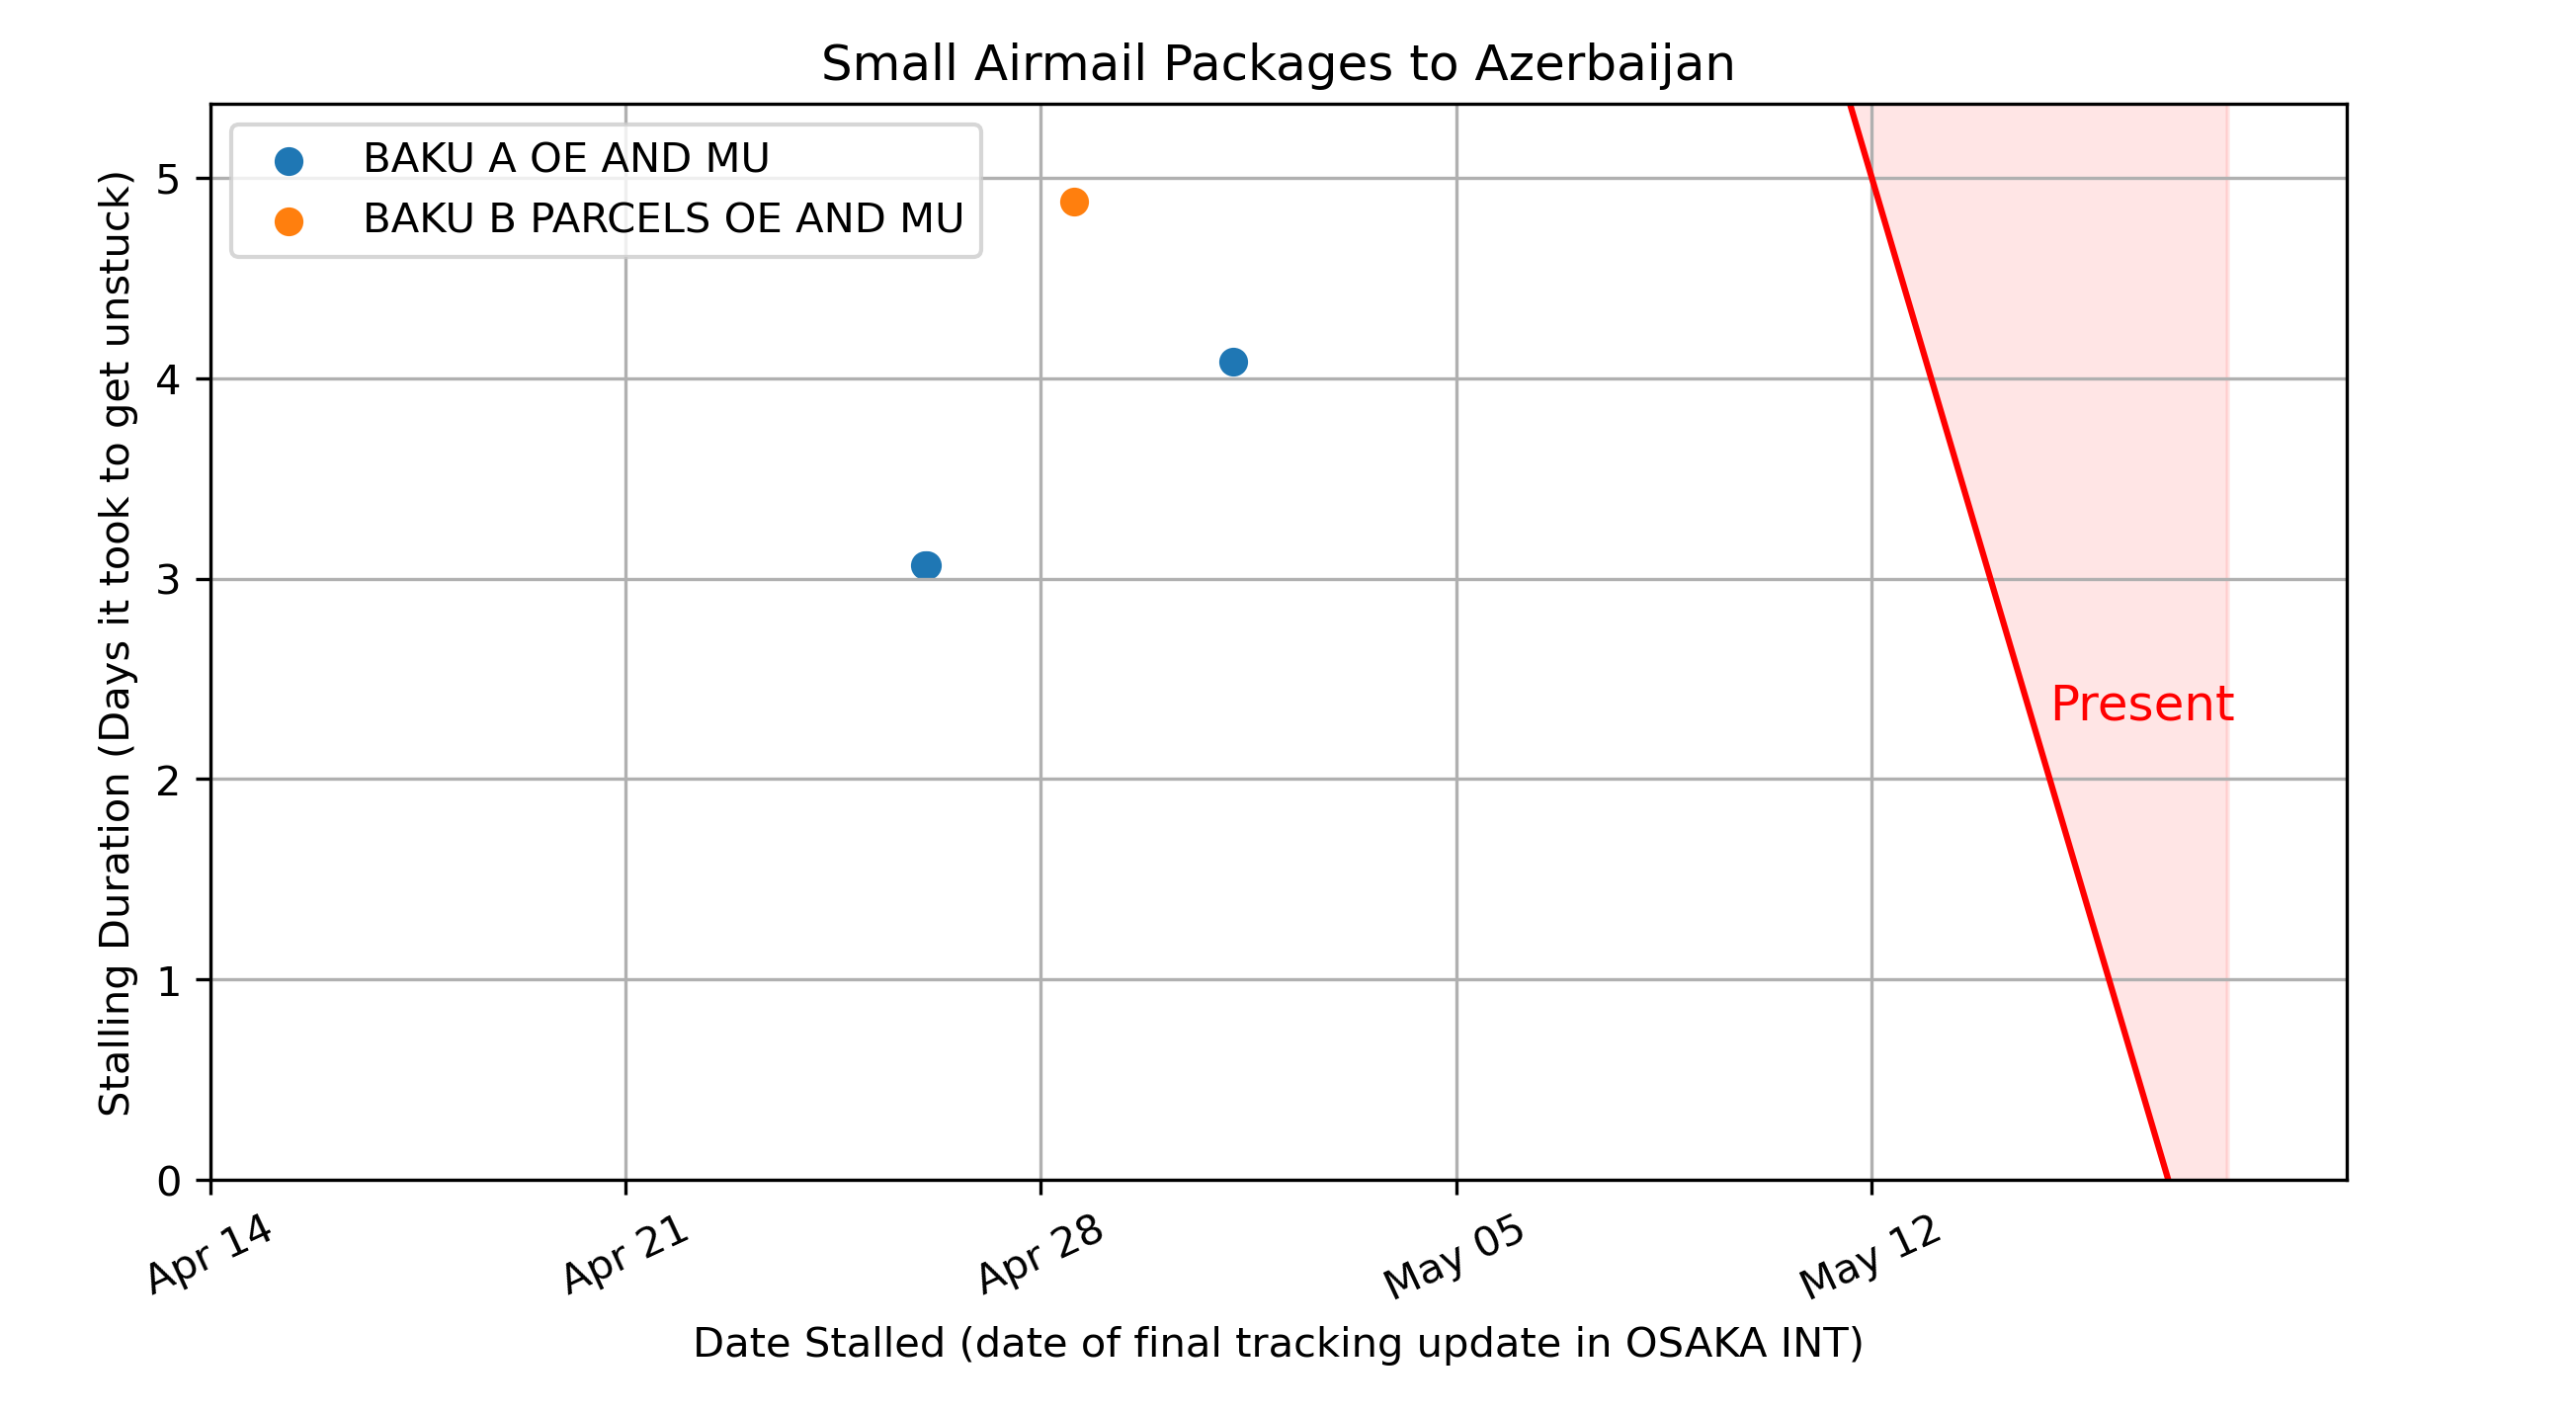 Small Airmail Packages to Azerbaijan
BAKU A OE AND MU
BAKU B PARCELS OE AND MU
Stalling Duration (Days it took to get unstuck)
5
4
3
2
1
0
Present
Apr 14
Apr 21
Apr 28
May 05
May 12
Date Stalled (date of final tracking update in OSAKA INT)